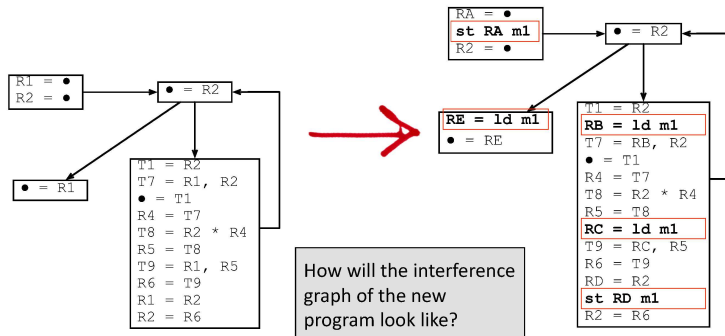 R1 = ●
R2 = ●
● = R2
● = R1
T1 = R2
T7 = R1, R2
● = T1
R4 = T7
T8 = R2 * R4
R5 = T8
T9 = R1, R5
R6 = T9
R1 = R2
R2 = R6
RA = ●
st RA m1
R2 = ●
● = R2
RE = ld m1
● = RE
T1 = R2
RB = ld m1
T7 = RB, R2
● = T1
R4 = T7
T8 = R2 * R4
R5 = T8
RC = ld m1
T9 = RC, R5
R6 = T9
RD = R2
st RD m1
R2 = R6
How will the interference
graph of the new
program look like?